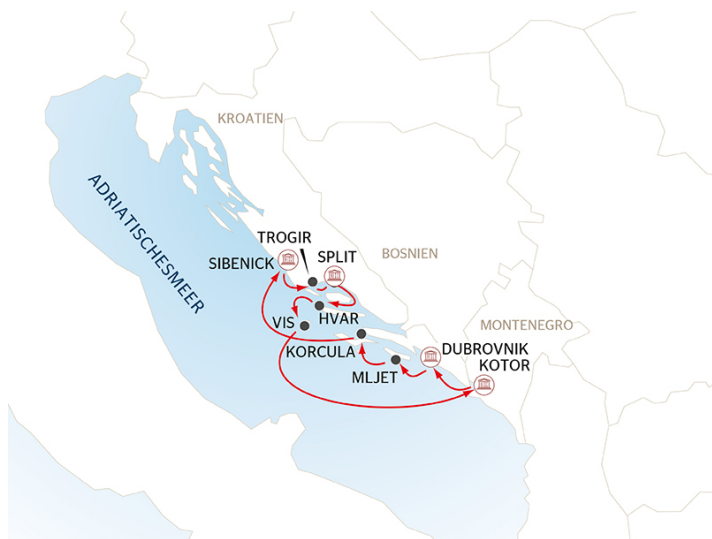 KROATIEN
ADRIATISCHESMEER
TROGIR
SPLIT
SIBENICK
BOSNIEN
HVAR
VIS
MONTENEGRO
KORCULA
DUBROVNIK
KOTOR
MLJET